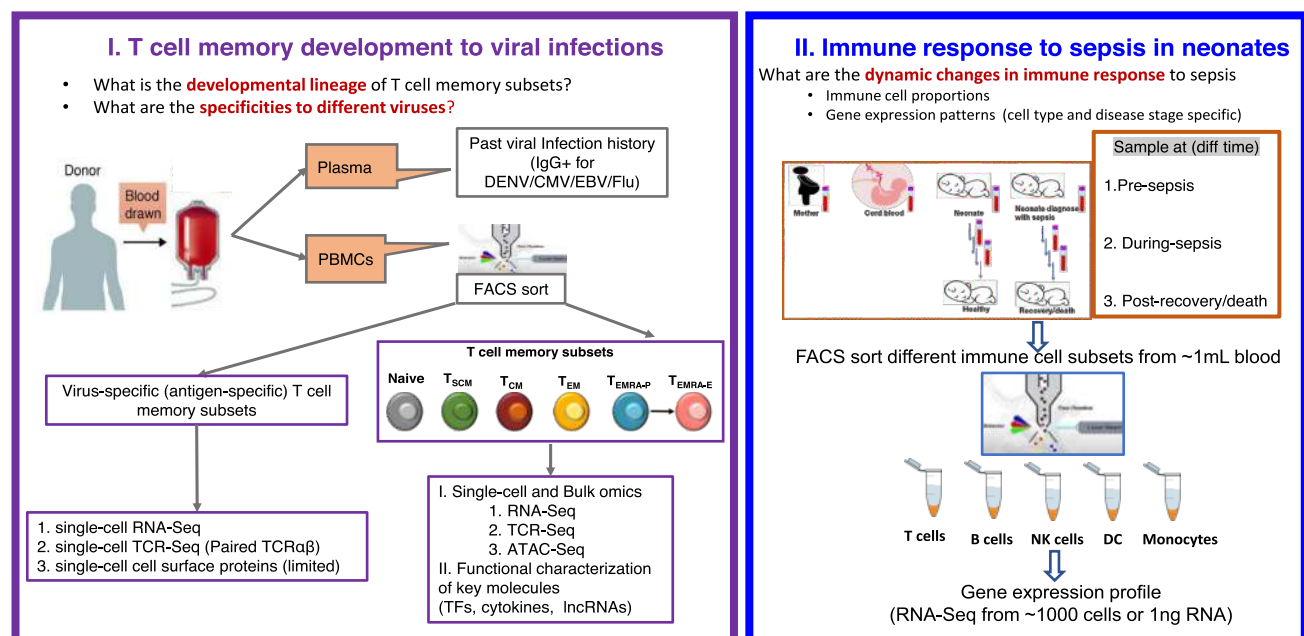 I. T cell memory development to viral infections
• What is the developmental lineage of T cell memory subsets?
• What are the specificities to different viruses?
Donor
Blood
drawn
Plasma
PBMCs
Past viral Infection history
(IgG+ for
DENV/CMV/EBV/Flu)
FACS sort
Virus-specific (antigen-specific) T cell
memory subsets
T cell memory subsets
Naive TSCM TCM TEM TEMRA-P TEMRA-E
1. single-cell RNA-Seq
2. single-cell TCR-Seq (Paired TCRαβ)
3. single-cell cell surface proteins (limited)
I. Single-cell and Bulk omics
1. RNA-Seq
2. TCR-Seq
3. ATAC-Seq
II. Functional characterization
of key molecules
(TFs, cytokines, lncRNAs)
II. Immune response to sepsis in neonates
What are the dynamic changes in immune response to sepsis
• Immune cell proportions
• Gene expression patterns (cell type and disease stage specific)
Mother
Cord blood
Neonate
Neonate diagnose
with sepsis
Healthy
Recovery/death
Sample at (diff time)
1.Pre-sepsis
2. During-sepsis
3. Post-recovery/death
FACS sort different immune cell subsets from ~1mL blood
T cells B cells NK cells DC Monocytes
Gene expression profile
(RNA-Seq from ~1000 cells or 1ng RNA)